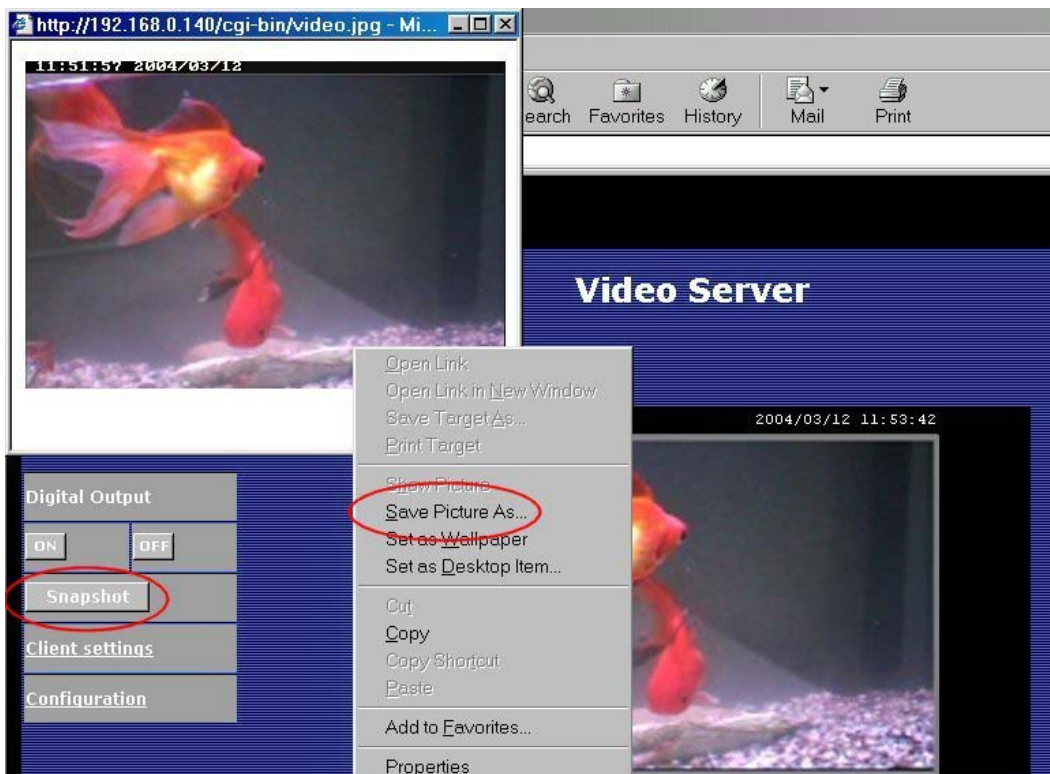 http://192.168.0.140/cgi-bin/video.jpg - Mi...
11:51:57 2004/03/12
earch Favorites History Mail Print
Video Server
2004/03/12 11:53:42
Digital Output
ON OFF
Snapshot
Client settings
Configuration
Open Link
Open Link in New Window
Save Target As...
Print Target
Show Picture
Save Picture As...
Set as Wallpaper
Set as Desktop Item...
Cut
Copy
Copy Shortcut
Paste
Add to Favorites...
Properties